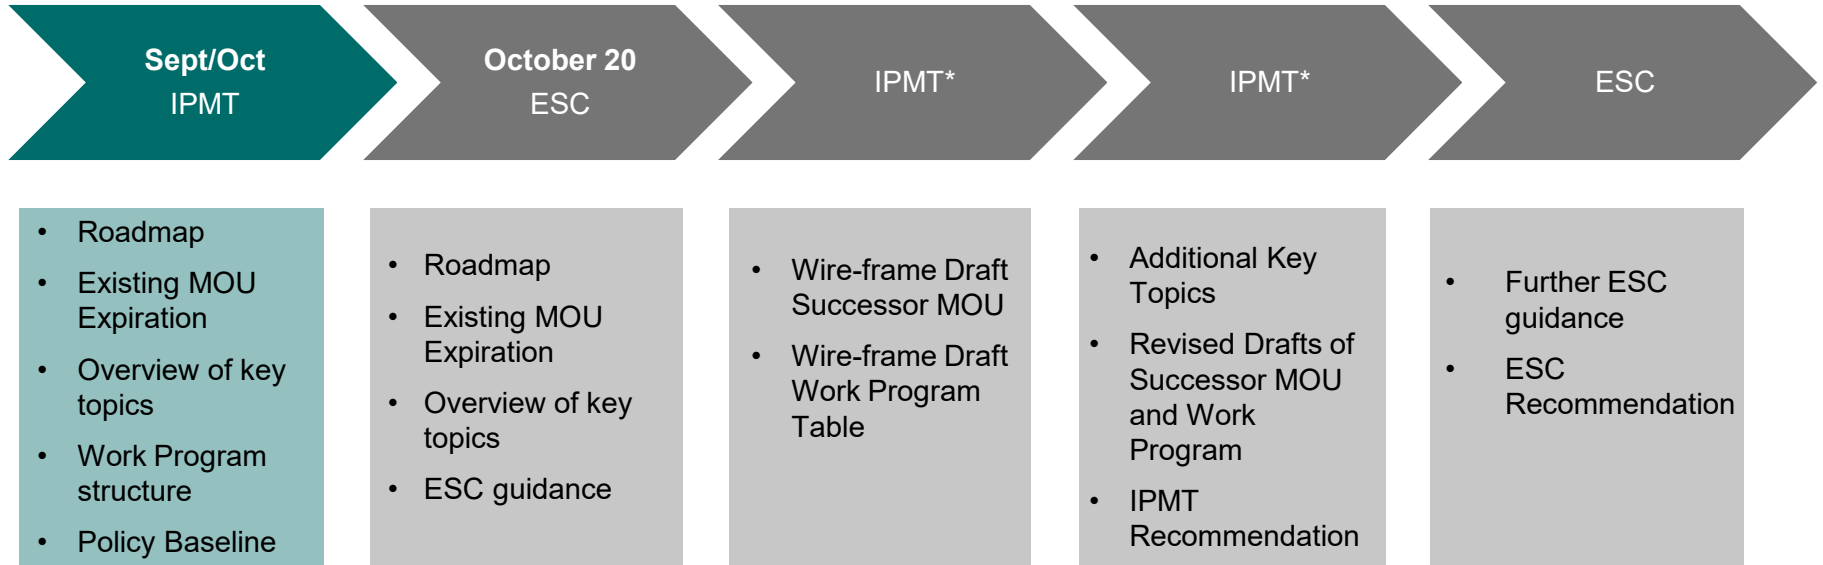 Sept/Oct
IPMT
October 20
ESC
IPMT*
IPMT*
ESC
• Roadmap
• Existing MOU
Expiration
• Overview of key
topics
• Work Program
structure
• Policy Baseline
• Roadmap
• Existing MOU
Expiration
• Overview of key
topics
• ESC guidance
• Wire-frame Draft
Successor MOU
• Wire-frame Draft
Work Program
Table
• Additional Key
Topics
• Revised Drafts of
Successor MOU
and Work
Program
• IPMT
Recommendation
• Further ESC
guidance
• ESC
Recommendation